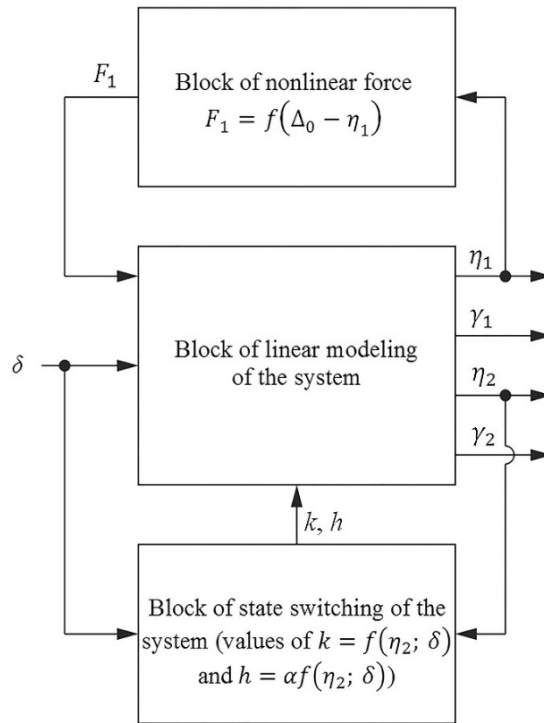 F₁
Block of nonlinear force
F₁ = f(Δ₀ − η₁)
η₁
γ₁
Block of linear modeling
of the system
δ
η₂
γ₂
k, h
Block of state switching of the
system (values of k = f(η₂; δ)
and h = αf(η₂; δ))